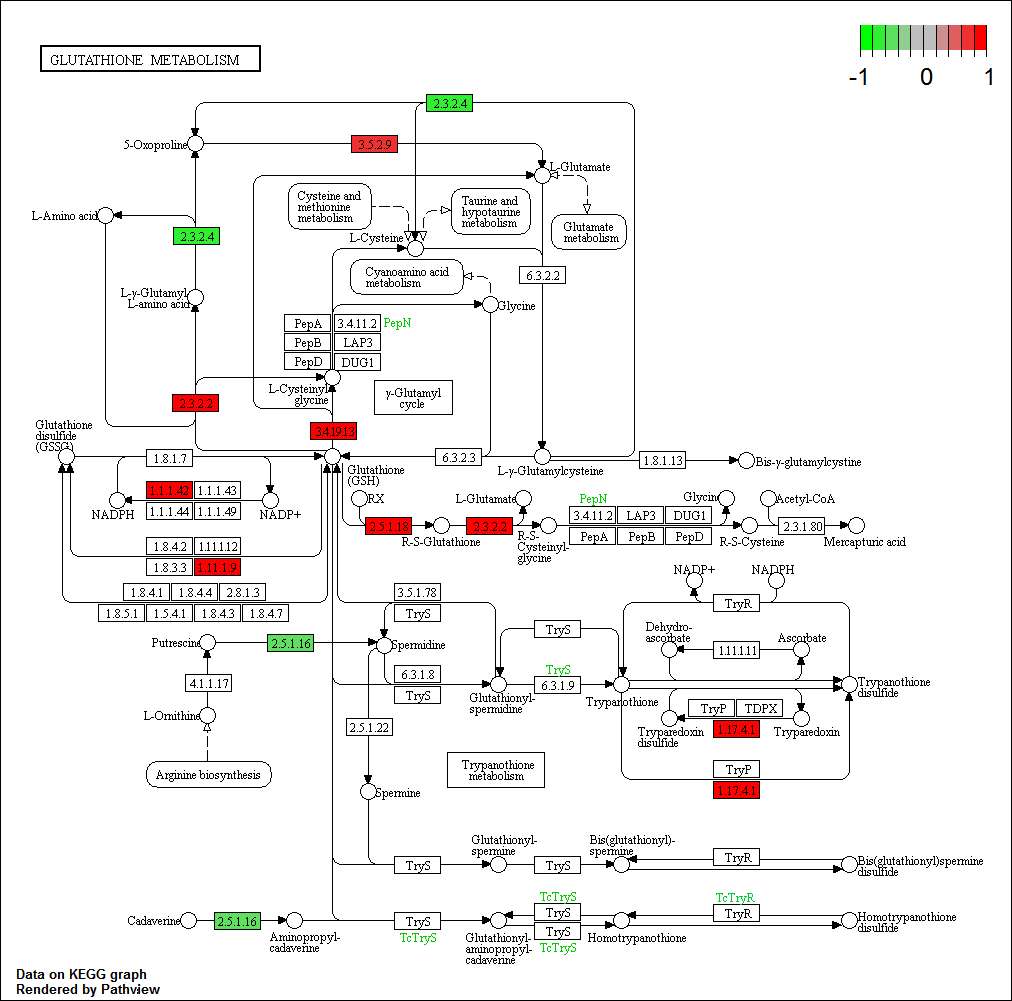 GLUTATHIONE METABOLISM
-1 0 1
2.3.2.4
5-Oxoproline
3.5.2.9
L-Glutamate
Cysteine and
methionine
metabolism
Taurine and
hypotaurine
metabolism
L-Amino acid
Glutamate
metabolism
2.3.2.4
L-Cysteine
Cyanoamino acid
metabolism
6.3.2.2
L-γ-Glutamyl
L-amino acid
Glycine
PepA
3.4.11.2
PepN
PepB
LAP3
PepD
DUG1
L-Cysteinyl
glycine
γ-Glutamyl
cycle
2.3.2.2
Glutathione
disulfide
(GSSG)
3.4.19.13
1.8.1.7
Glutathione
(GSH)
6.3.2.3
L-γ-Glutamylcysteine
1.8.1.13
Bis-γ-glutamylcystine
1.1.1.42
1.1.1.43
1.1.1.44
1.1.1.49
NADPH
NADP+
RX
L-Glutamate
PepN
Glycine
Acetyl-CoA
2.5.1.18
R-S-Glutathione
2.3.2.2
R-S-
Cysteinyl-
glycine
3.4.11.2
LAP3
DUG1
PepA
PepB
PepD
R-S-Cysteine
2.3.1.80
Mercapturic acid
1.8.4.2
1.11.1.12
1.8.3.3
1.11.1.9
1.8.4.1
1.8.4.4
2.8.1.3
1.8.5.1
1.5.4.1
1.8.4.3
1.8.4.7
3.5.1.78
TryS
NADP+
NADPH
TryR
Putrescine
2.5.1.16
Spermidine
TryS
Dehydro-
ascorbate
Ascorbate
1.11.1.11
4.1.1.17
6.3.1.8
TryS
TryS
6.3.1.9
Glutathionyl-
spermidine
Trypanothione
Trypanothione
disulfide
L-Ornithine
2.5.1.22
TryP
TDPX
1.17.4.1
Tryparedoxin
disulfide
Tryparedoxin
Arginine biosynthesis
Trypanothione
metabolism
TryP
1.17.4.1
Spermine
Glutathionyl-
spermine
Bis(glutathionyl)-
spermine
TryS
TryS
TryR
Bis(glutathionyl)spermine
disulfide
Cadaverine
2.5.1.16
Aminopropyl-
cadaverine
TryS
TcTryS
Glutathionyl-
aminopropyl-
cadaverine
TcTryS
TryS
TryS
TcTryS
Homotrypanothione
TcTryR
TryR
Homotrypanothione
disulfide
Data on KEGG graph
Rendered by Pathview